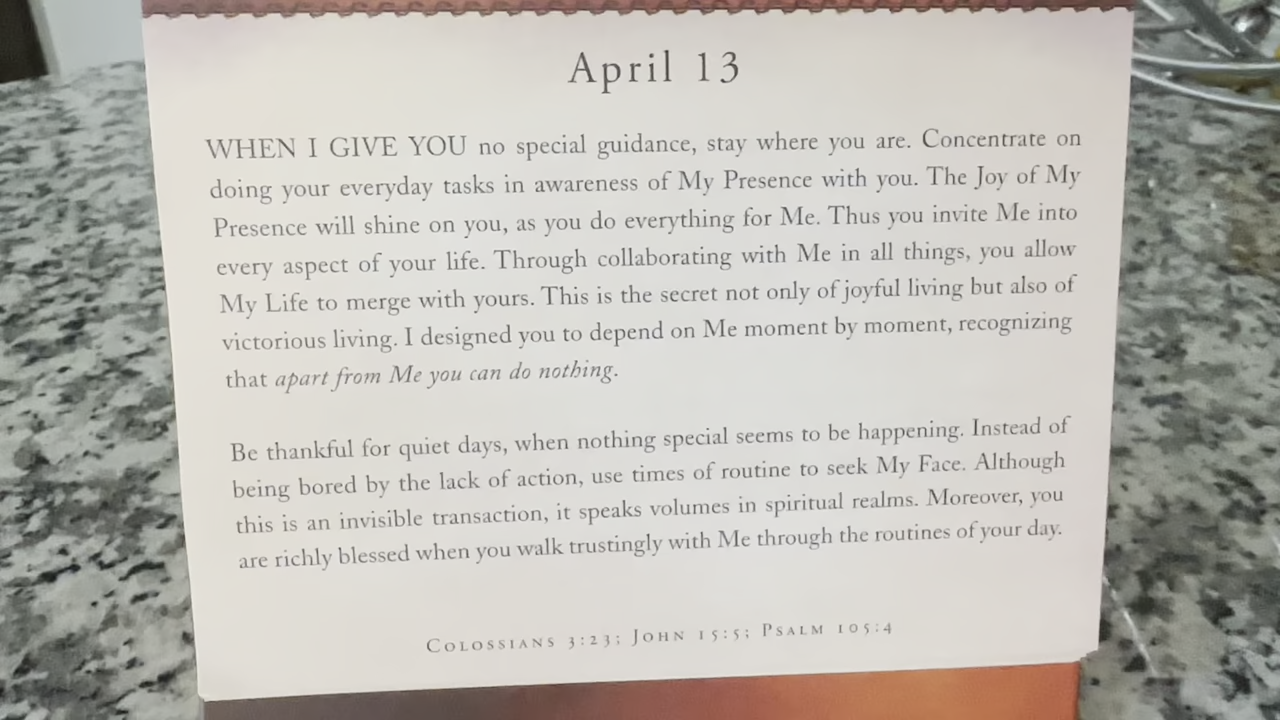 April 13
WHEN I GIVE YOU no special guidance, stay where you are. Concentrate on
doing your everyday tasks in awareness of My Presence with you. The Joy of My
Presence will shine on you, as you do everything for Me. Thus you invite Me into
every aspect of your life. Through collaborating with Me in all things, you allow
My Life to merge with yours. This is the secret not only of joyful living but also of
victorious living. I designed you to depend on Me moment by moment, recognizing
that apart from Me you can do nothing.
Be thankful for quiet days, when nothing special seems to be happening. Instead of
being bored by the lack of action, use times of routine to seek My Face. Although
this is an invisible transaction, it speaks volumes in spiritual realms. Moreover, you
are richly blessed when you walk trustingly with Me through the routines of your day.
COLOSSIANS 3:23; JOHN 15:5; PSALM 105:4